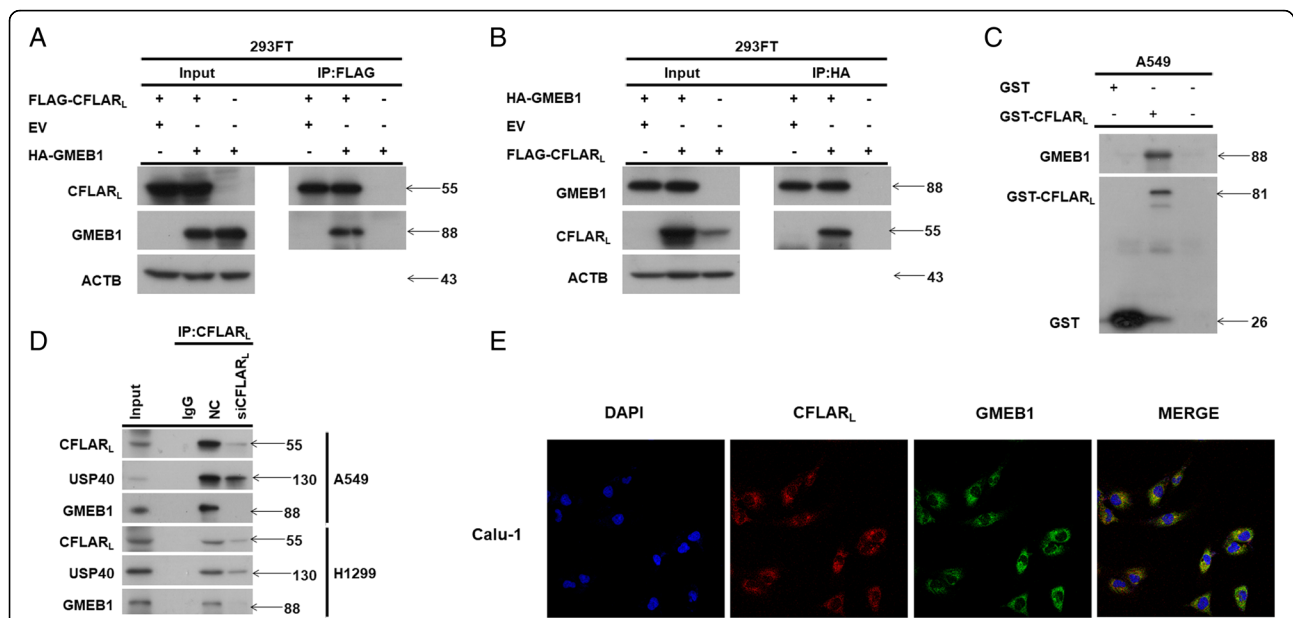 A
293FT
Input IP:FLAG
FLAG-CFLARL + + - + + -
EV + - - + - -
HA-GMEB1 - + + - + +
CFLARL 55
GMEB1 88
ACTB 43
B
293FT
Input IP:HA
HA-GMEB1 + + - + + -
EV + - - + - -
FLAG-CFLARL - + + - + +
GMEB1 88
CFLARL 55
ACTB 43
C
A549
GST + - -
GST-CFLARL - + -
GMEB1 88
GST-CFLARL 81
GST 26
D
IP:CFLARL
Input IgG NC siCFLARL
CFLARL 55
USP40 130 A549
GMEB1 88
CFLARL 55
USP40 130 H1299
GMEB1 88
E
DAPI CFLARL GMEB1 MERGE
Calu-1